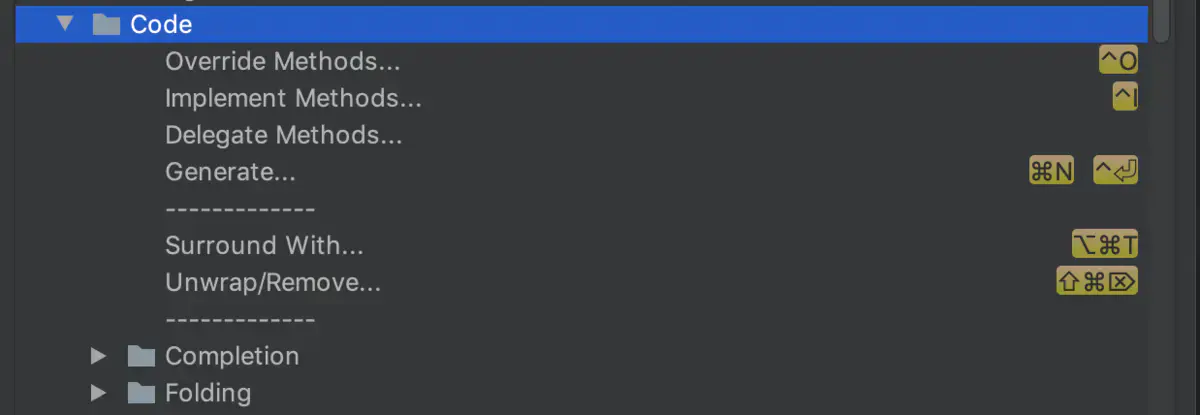 Code
Override Methods... ^O
Implement Methods... ^I
Delegate Methods...
Generate... ⌘N ^⏎
-------------
Surround With... ⌥⌘T
Unwrap/Remove... ⇧⌘⌦
-------------
Completion
Folding